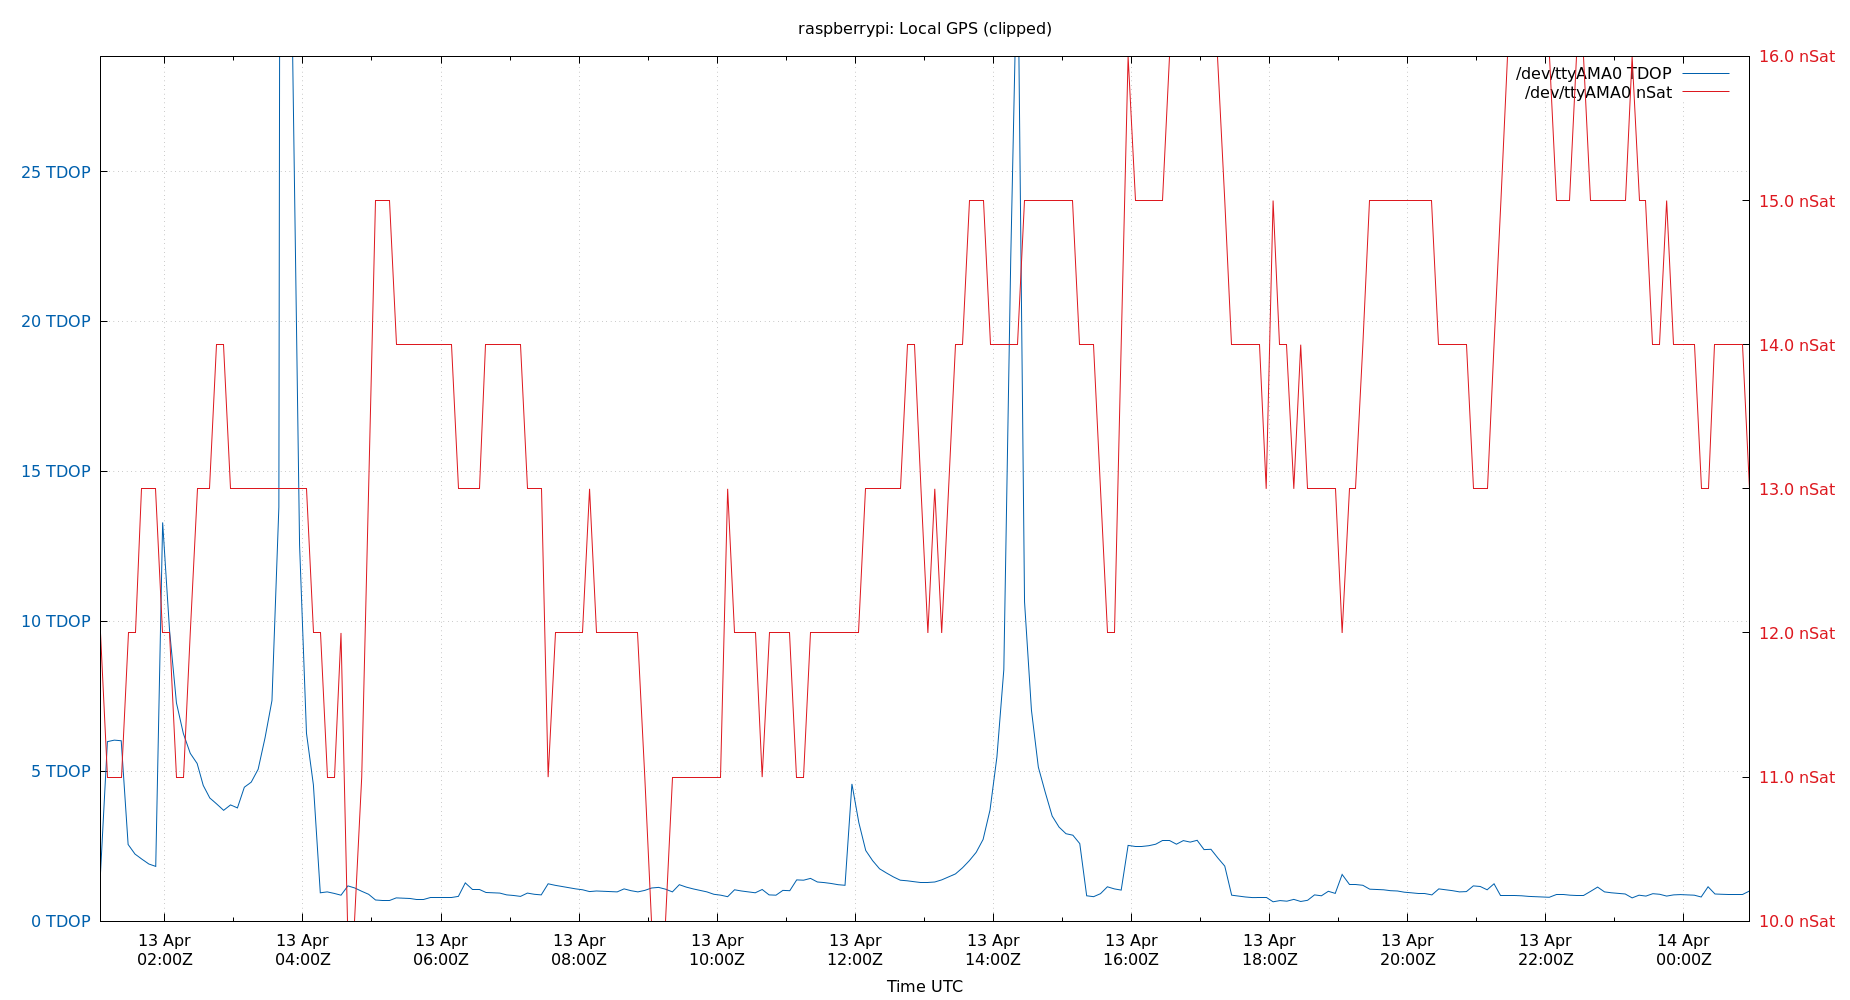 raspberrypi: Local GPS (clipped)
/dev/ttyAMA0 TDOP
/dev/ttyAMA0 nSat
25 TDOP
20 TDOP
15 TDOP
10 TDOP
5 TDOP
0 TDOP
16.0 nSat
15.0 nSat
14.0 nSat
13.0 nSat
12.0 nSat
11.0 nSat
10.0 nSat
13 Apr
02:00Z
13 Apr
04:00Z
13 Apr
06:00Z
13 Apr
08:00Z
13 Apr
10:00Z
13 Apr
12:00Z
13 Apr
14:00Z
13 Apr
16:00Z
13 Apr
18:00Z
13 Apr
20:00Z
13 Apr
22:00Z
14 Apr
00:00Z
Time UTC